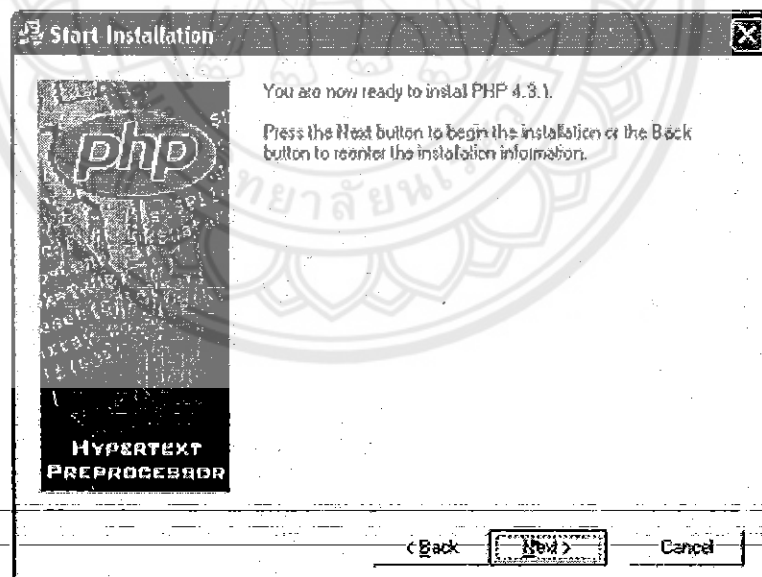 Start Installation
You are now ready to install PHP 4.3.1.
Press the Next button to begin the installation or the Back
button to reenter the installation information.
php
HYPERTEXT
PREPROCESSOR
< Back
Next >
Cancel